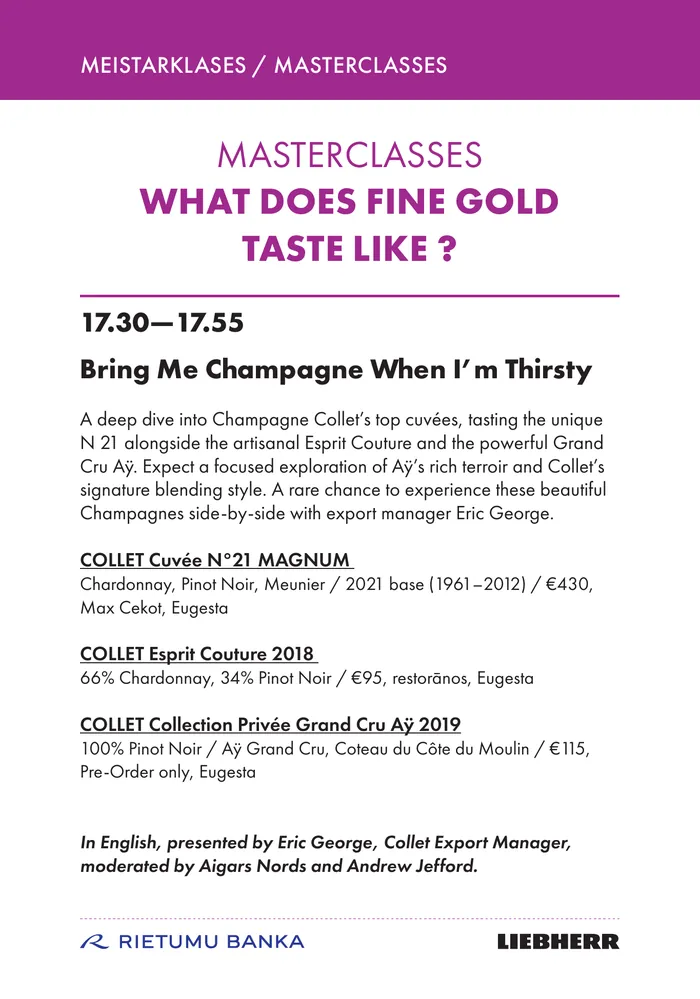 MEISTARKLASES / MASTERCLASSES
MASTERCLASSES
WHAT DOES FINE GOLD
TASTE LIKE ?
17.30—17.55
Bring Me Champagne When I’m Thirsty
A deep dive into Champagne Collet’s top cuvées, tasting the unique
N 21 alongside the artisanal Esprit Couture and the powerful Grand
Cru Aÿ. Expect a focused exploration of Aÿ’s rich terroir and Collet’s
signature blending style. A rare chance to experience these beautiful
Champagnes side-by-side with export manager Eric George.
COLLET Cuvée N°21 MAGNUM
Chardonnay, Pinot Noir, Meunier / 2021 base (1961–2012) / €430,
Max Cekot, Eugesta
COLLET Esprit Couture 2018
66% Chardonnay, 34% Pinot Noir / €95, restorānos, Eugesta
COLLET Collection Privée Grand Cru Aÿ 2019
100% Pinot Noir / Aÿ Grand Cru, Coteau du Côte du Moulin / €115,
Pre-Order only, Eugesta
In English, presented by Eric George, Collet Export Manager,
moderated by Aigars Nords and Andrew Jefford.
RIETUMU BANKA
LIEBHERR